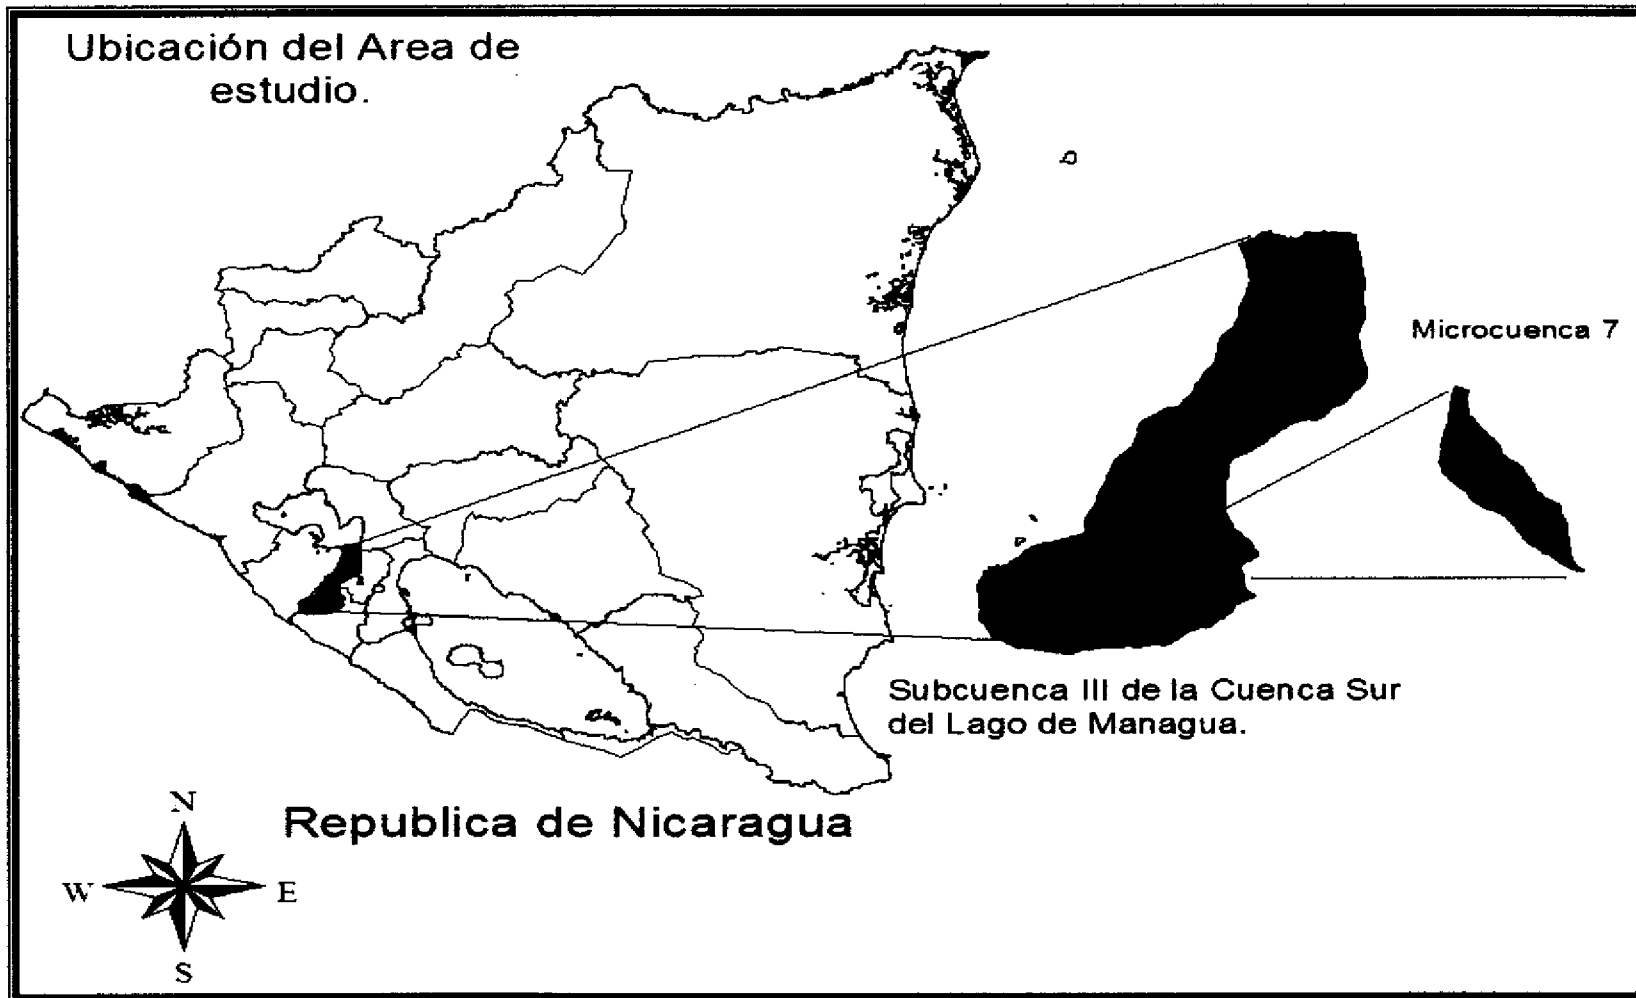 Ubicación del Area de
estudio.
Microcuenca 7
Subcuenca III de la Cuenca Sur
del Lago de Managua.
Republica de Nicaragua
N
W
E
S